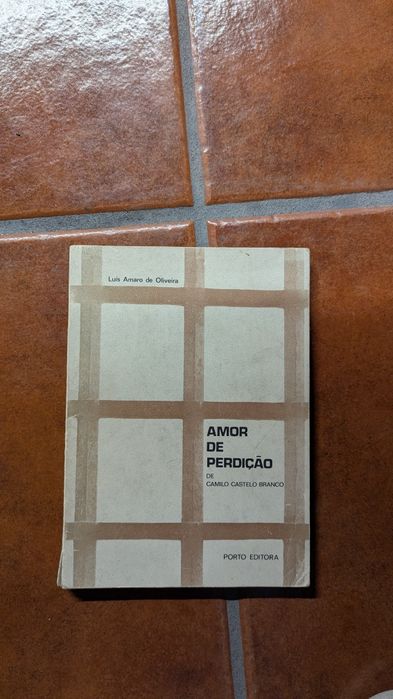 Luís Amaro de Oliveira
AMOR
DE
PERDIÇÃO
DE
CAMILO CASTELO BRANCO
PORTO EDITORA